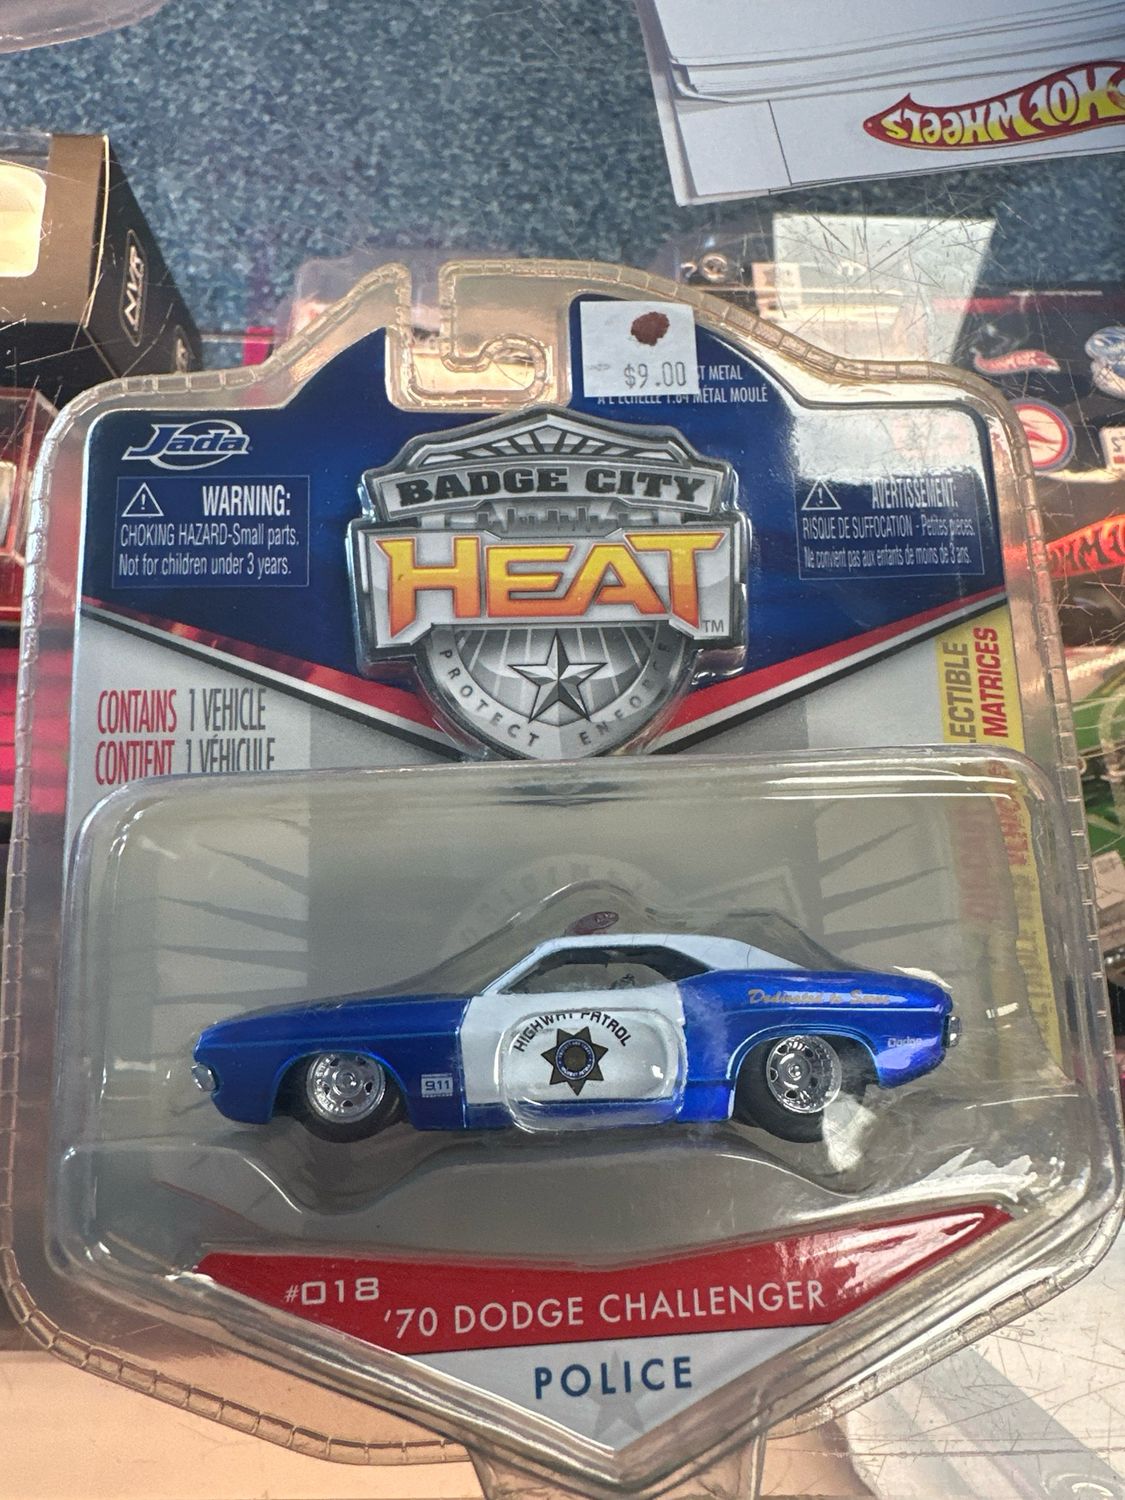 HOT WHEELS
$9.00
ST METAL
À L'ÉCHELLE 1:64 MÉTAL MOULÉ
Jada
BADGE CITY
HEAT™
PROTECT ENFORCE
WARNING:
CHOKING HAZARD-Small parts.
Not for children under 3 years.
AVERTISSEMENT:
RISQUE DE SUFFOCATION - Petites pièces.
Ne convient pas aux enfants de moins de 3 ans.
CONTAINS 1 VEHICLE
CONTIENT 1 VÉHICULE
LECTIBLE
MATRICES
HIGHWAY PATROL
Dedicated to Serve
Dodge
911
#018
'70 DODGE CHALLENGER
POLICE